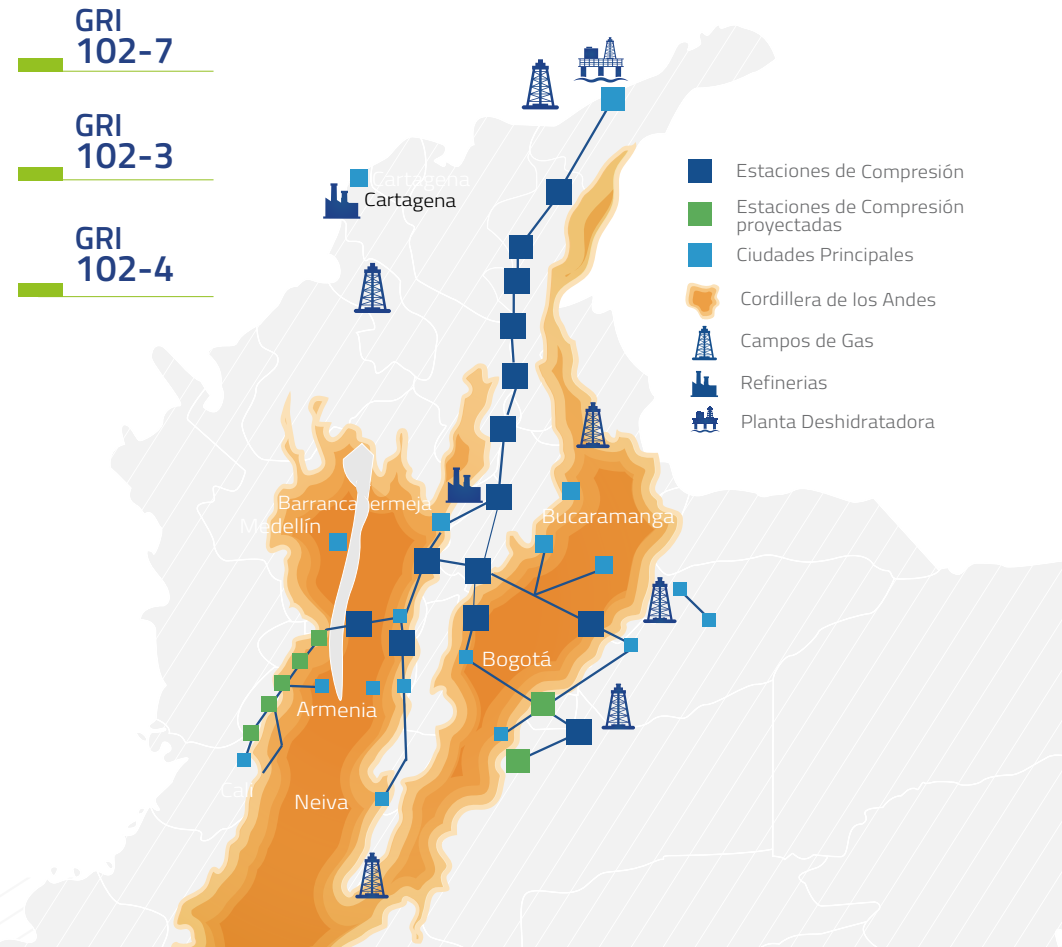 GRI
102-7
GRI
102-3
GRI
102-4
Cartagena
Cartagena
Estaciones de Compresión
Estaciones de Compresión
proyectadas
Ciudades Principales
Cordillera de los Andes
Campos de Gas
Refinerias
Planta Deshidratadora
Barrancabermeja
Medellín
Bucaramanga
Bogotá
Armenia
Cali
Neiva